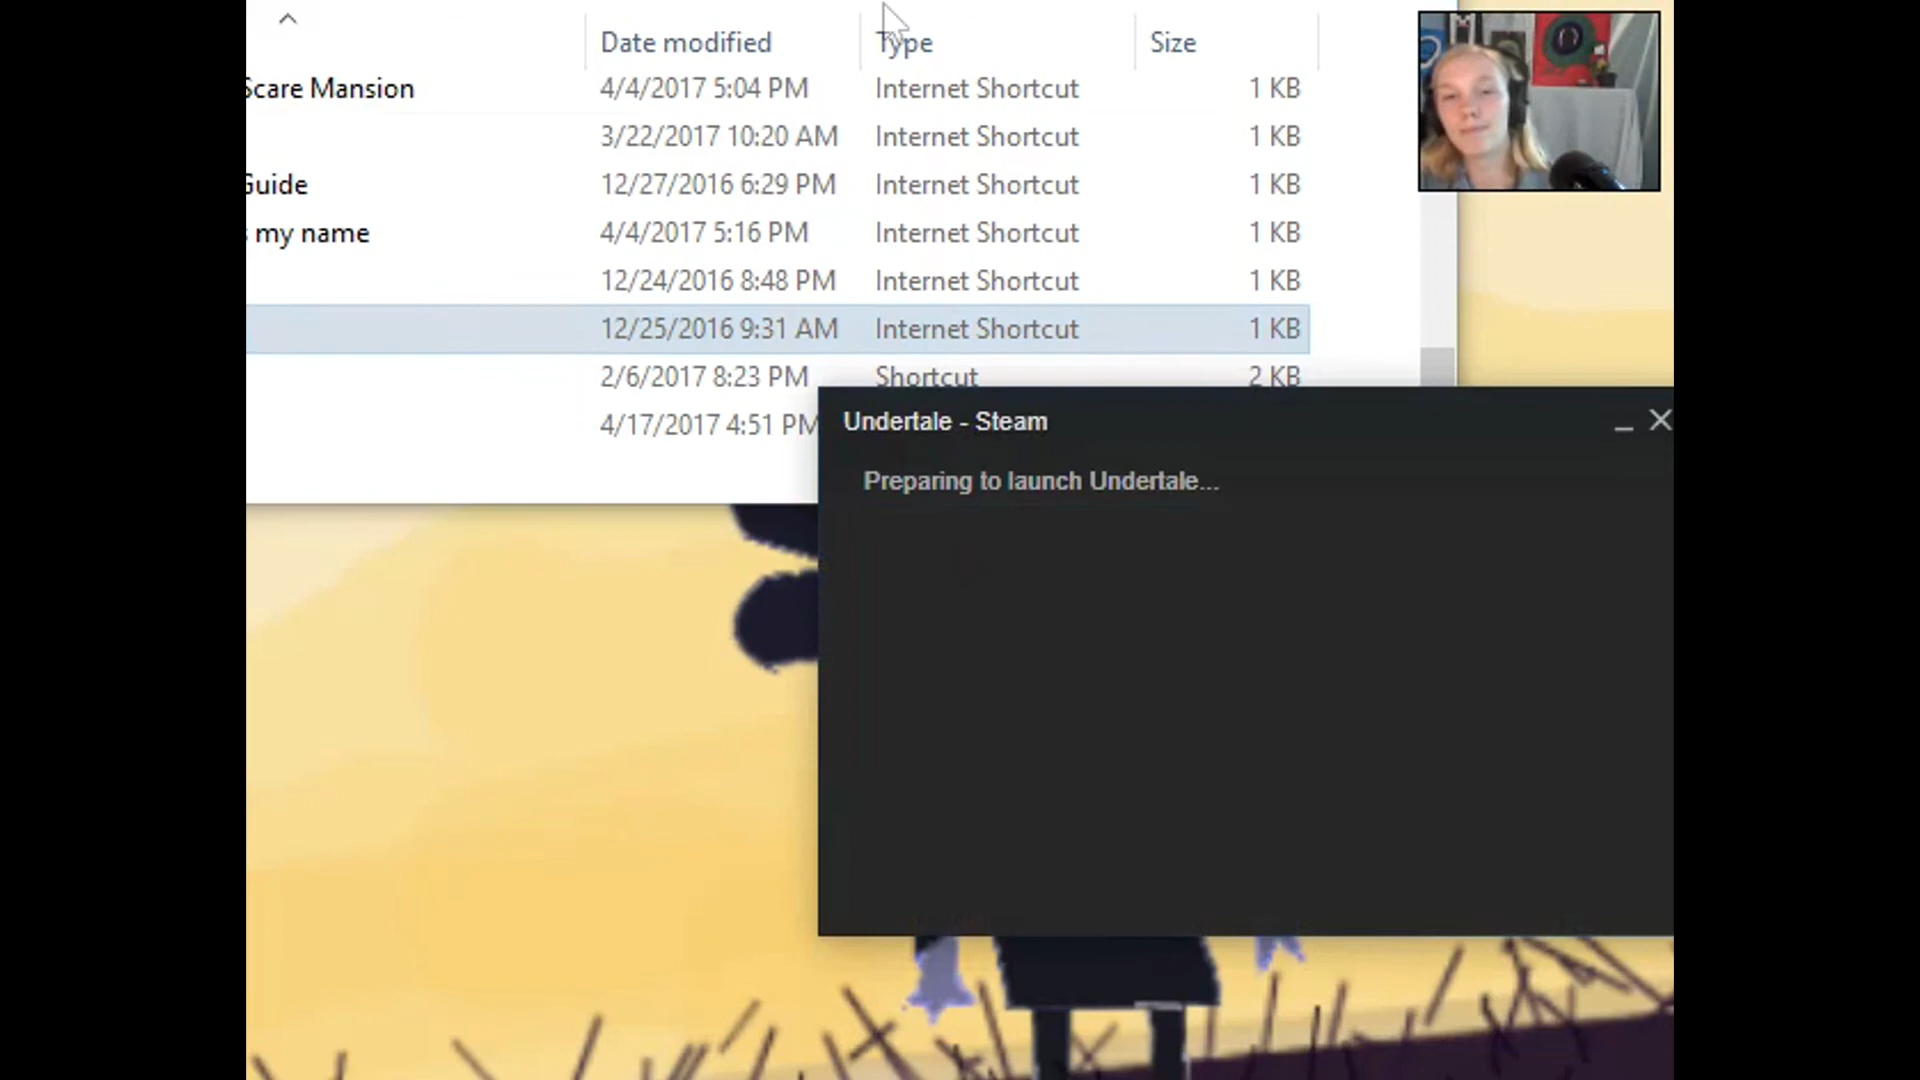 Date modified Type Size
Scare Mansion 4/4/2017 5:04 PM Internet Shortcut 1 KB
3/22/2017 10:20 AM Internet Shortcut 1 KB
Guide 12/27/2016 6:29 PM Internet Shortcut 1 KB
my name 4/4/2017 5:16 PM Internet Shortcut 1 KB
12/24/2016 8:48 PM Internet Shortcut 1 KB
12/25/2016 9:31 AM Internet Shortcut 1 KB
2/6/2017 8:23 PM Shortcut 2 KB
4/17/2017 4:51 PM
Undertale - Steam
Preparing to launch Undertale...